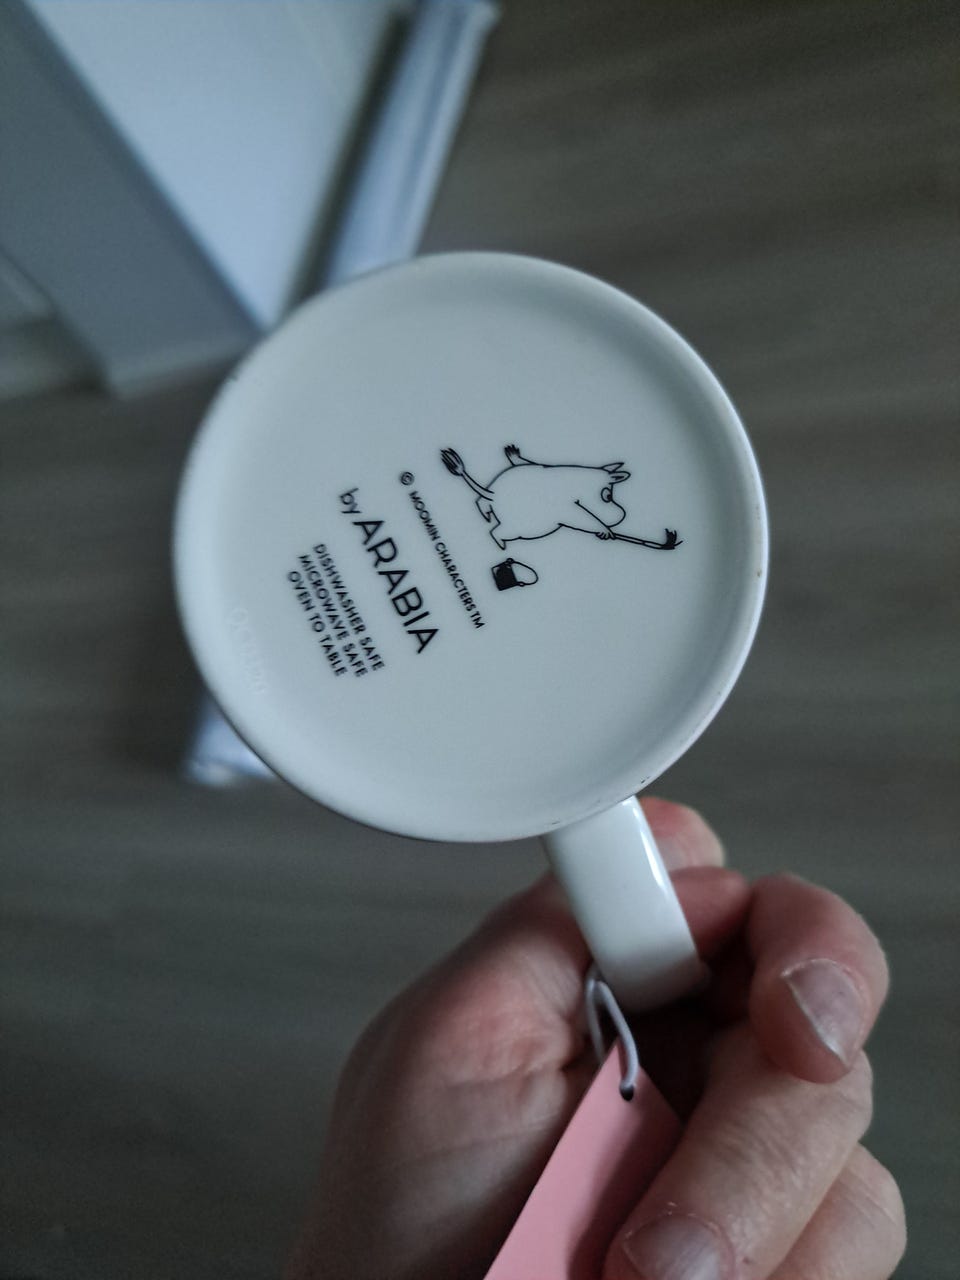 © MOOMIN CHARACTERS TM
by ARABIA
DISHWASHER SAFE
MICROWAVE SAFE
OVEN TO TABLE